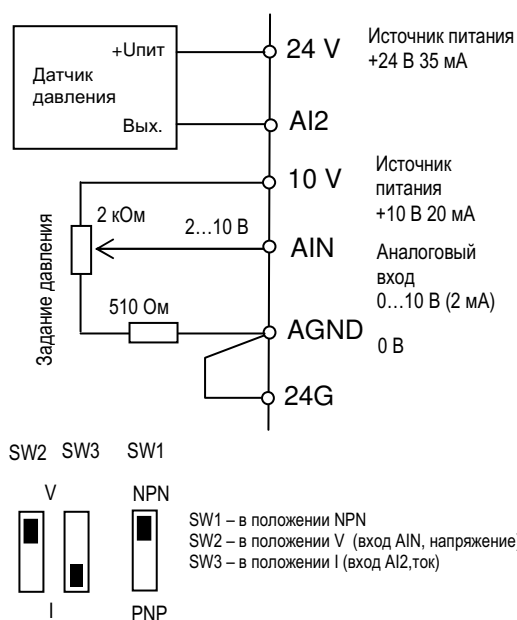 +Uпит
24 V
Источник питания
+24 В 35 мА
Датчик
давления
Вых.
AI2
10 V
Источник
питания
+10 В 20 мА
2 кОм
2…10 В
AIN
Аналоговый
вход
0…10 В (2 мА)
Задание давления
510 Ом
AGND
0 В
24G
SW2 SW3 SW1
V NPN
SW1 – в положении NPN
SW2 – в положении V (вход AIN, напряжение)
SW3 – в положении I (вход AI2,ток)
I PNP